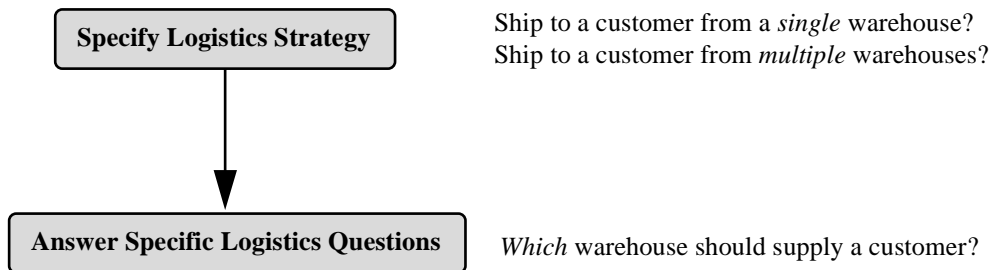 Specify Logistics Strategy
Ship to a customer from a single warehouse?
Ship to a customer from multiple warehouses?
Answer Specific Logistics Questions
Which warehouse should supply a customer?